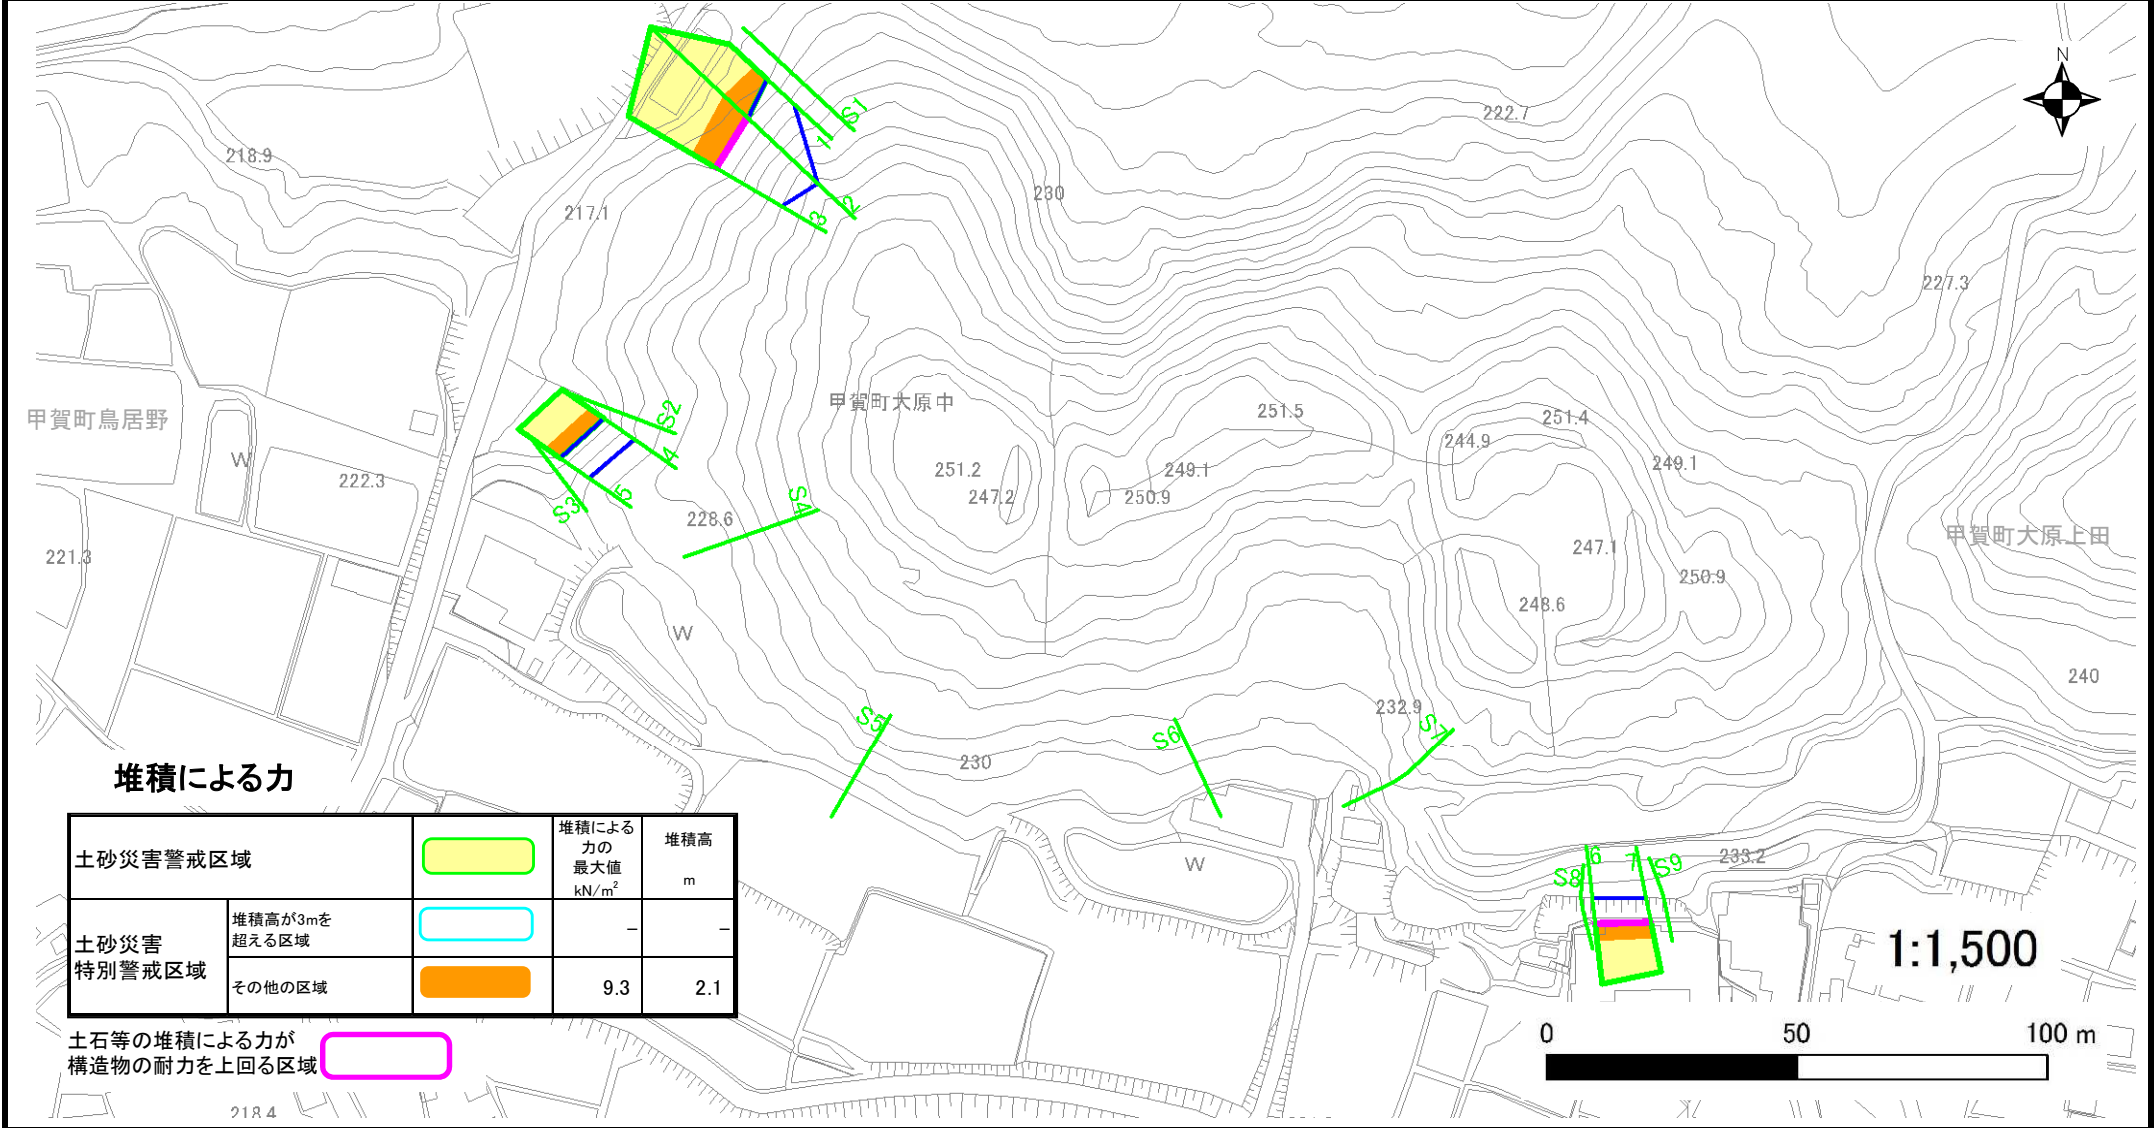 N
S1
1
2
3
222.7
218.9
230
217.1
227.3
甲賀町鳥居野
甲賀町大原中
251.5
251.4
S2
4
244.9
W
222.3
251.2
249.1
249.1
247.2
250.9
S3
5
S4
228.6
221.3
247.1
甲賀町大原上田
250.9
248.6
W
240
232.9
S5
S6
S7
230
堆積による力
土砂災害警戒区域
堆積による
力の
最大値
kN/m²
堆積高
m
土砂災害
特別警戒区域
堆積高が3mを
超える区域
–
–
その他の区域
9.3
2.1
土石等の堆積による力が
構造物の耐力を上回る区域
W
6
7
S8
S9
233.2
1:1,500
0
50
100 m
218.4